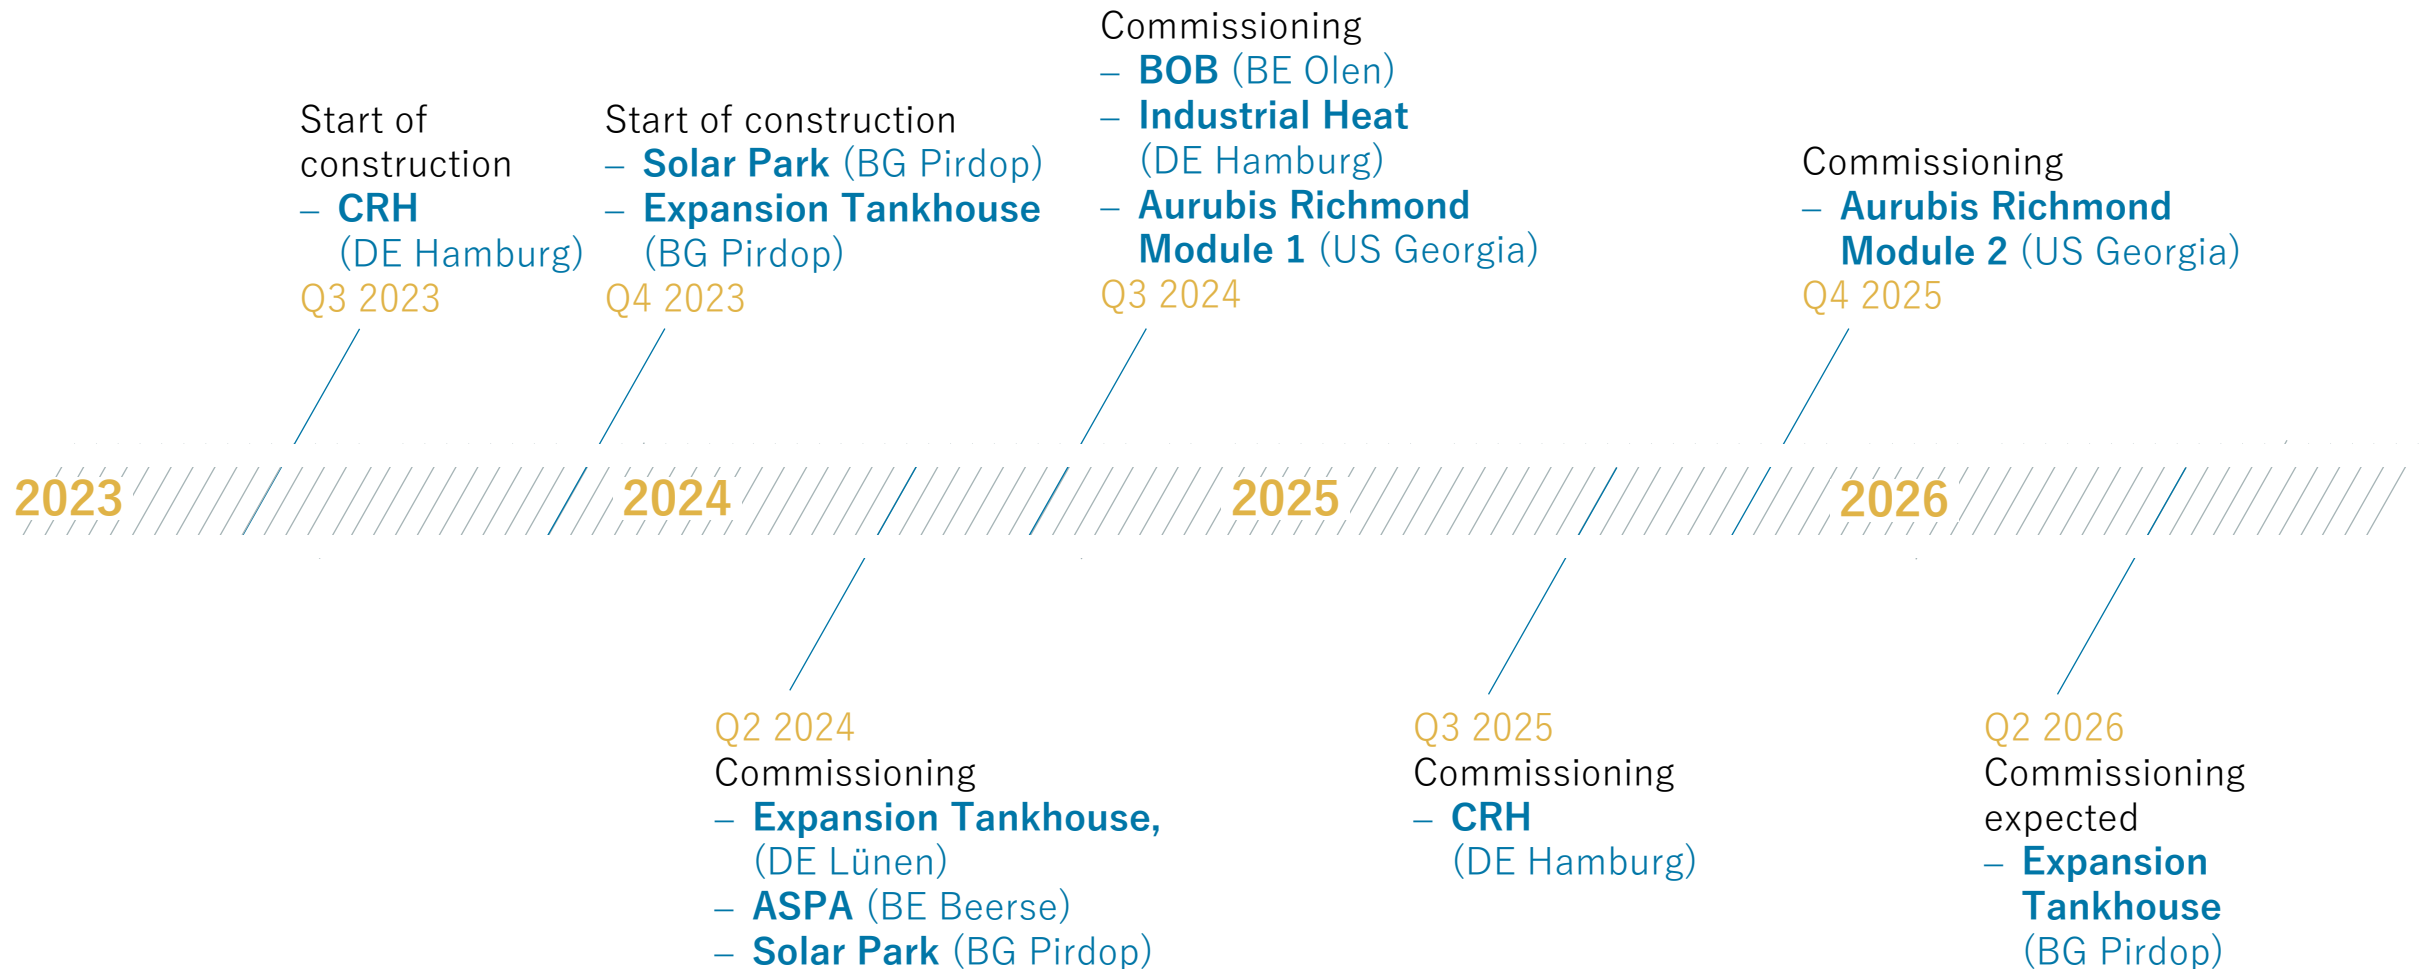 Start of
construction
– CRH
(DE Hamburg)
Q3 2023
Start of construction
– Solar Park (BG Pirdop)
– Expansion Tankhouse
(BG Pirdop)
Q4 2023
Commissioning
– BOB (BE Olen)
– Industrial Heat
(DE Hamburg)
– Aurubis Richmond
Module 1 (US Georgia)
Q3 2024
Commissioning
– Aurubis Richmond
Module 2 (US Georgia)
Q4 2025
2023
2024
2025
2026
Q2 2024
Commissioning
– Expansion Tankhouse,
(DE Lünen)
– ASPA (BE Beerse)
– Solar Park (BG Pirdop)
Q3 2025
Commissioning
– CRH
(DE Hamburg)
Q2 2026
Commissioning
expected
– Expansion
Tankhouse
(BG Pirdop)